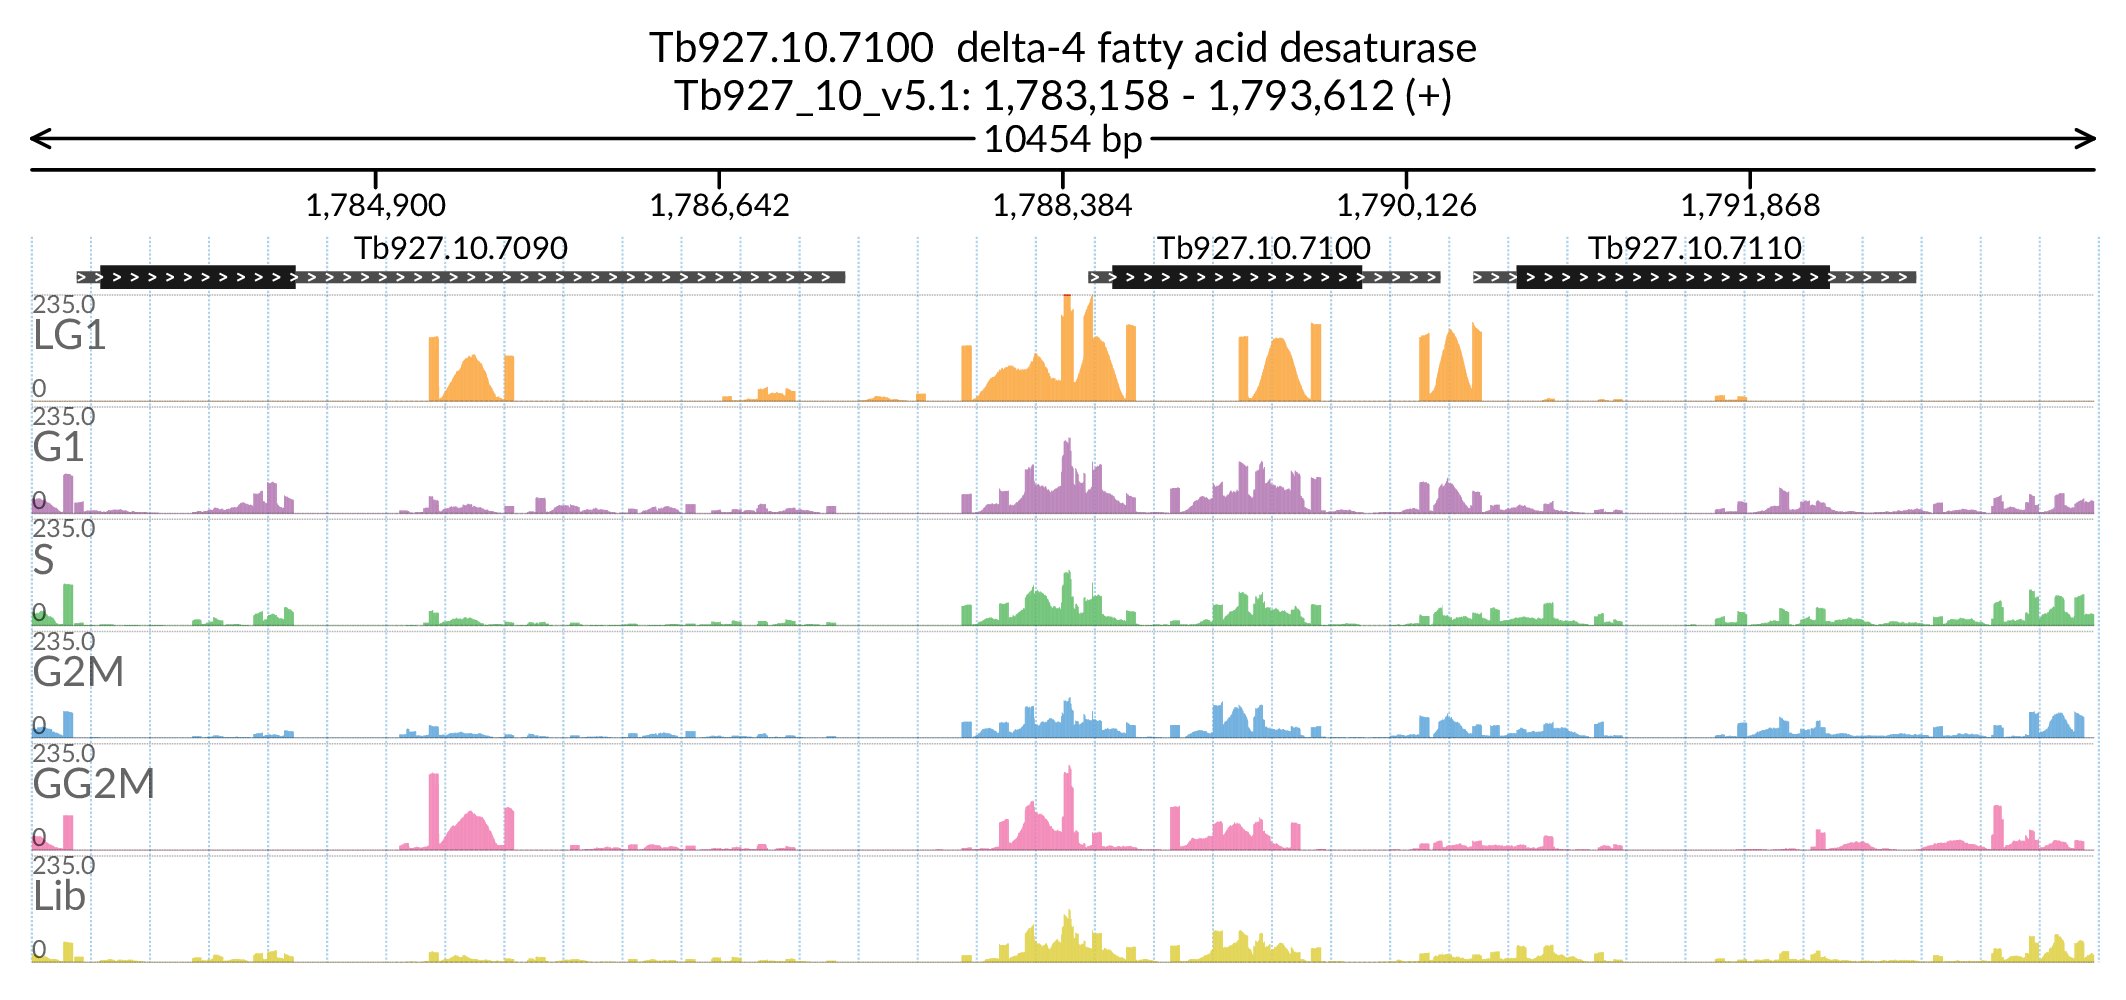 Tb927.10.7100 delta-4 fatty acid desaturase
Tb927_10_v5.1: 1,783,158 - 1,793,612 (+)
10454 bp
1,784,900 1,786,642 1,788,384 1,790,126 1,791,868
Tb927.10.7090 Tb927.10.7100 Tb927.10.7110
235.0
LG1
0
235.0
G1
0
235.0
S
0
235.0
G2M
0
235.0
GG2M
0
235.0
Lib
0